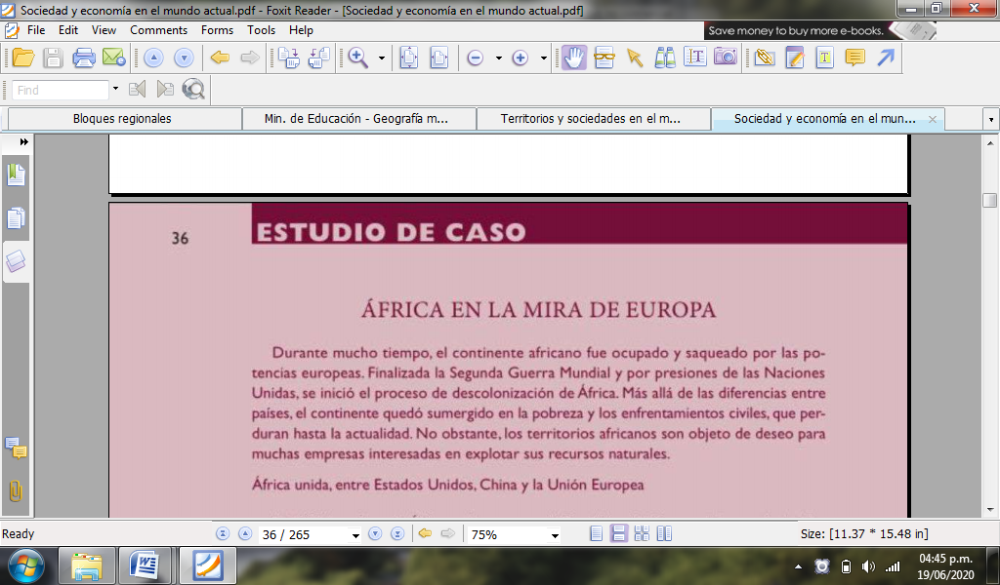 Sociedad y economía en el mundo actual.pdf - Foxit Reader - [Sociedad y economía en el mundo actual.pdf]
File Edit View Comments Forms Tools Help
Save money to buy more e-books.
Find
Bloques regionales
Min. de Educación - Geografía m...
Territorios y sociedades en el m...
Sociedad y economía en el mun...
36
ESTUDIO DE CASO
ÁFRICA EN LA MIRA DE EUROPA
Durante mucho tiempo, el continente africano fue ocupado y saqueado por las po-
tencias europeas. Finalizada la Segunda Guerra Mundial y por presiones de las Naciones
Unidas, se inició el proceso de descolonización de África. Más allá de las diferencias entre
países, el continente quedó sumergido en la pobreza y los enfrentamientos civiles, que per-
duran hasta la actualidad. No obstante, los territorios africanos son objeto de deseo para
muchas empresas interesadas en explotar sus recursos naturales.
África unida, entre Estados Unidos, China y la Unión Europea
Ready
36 / 265
75%
Size: [11.37 * 15.48 in]
04:45 p.m.
19/06/2020